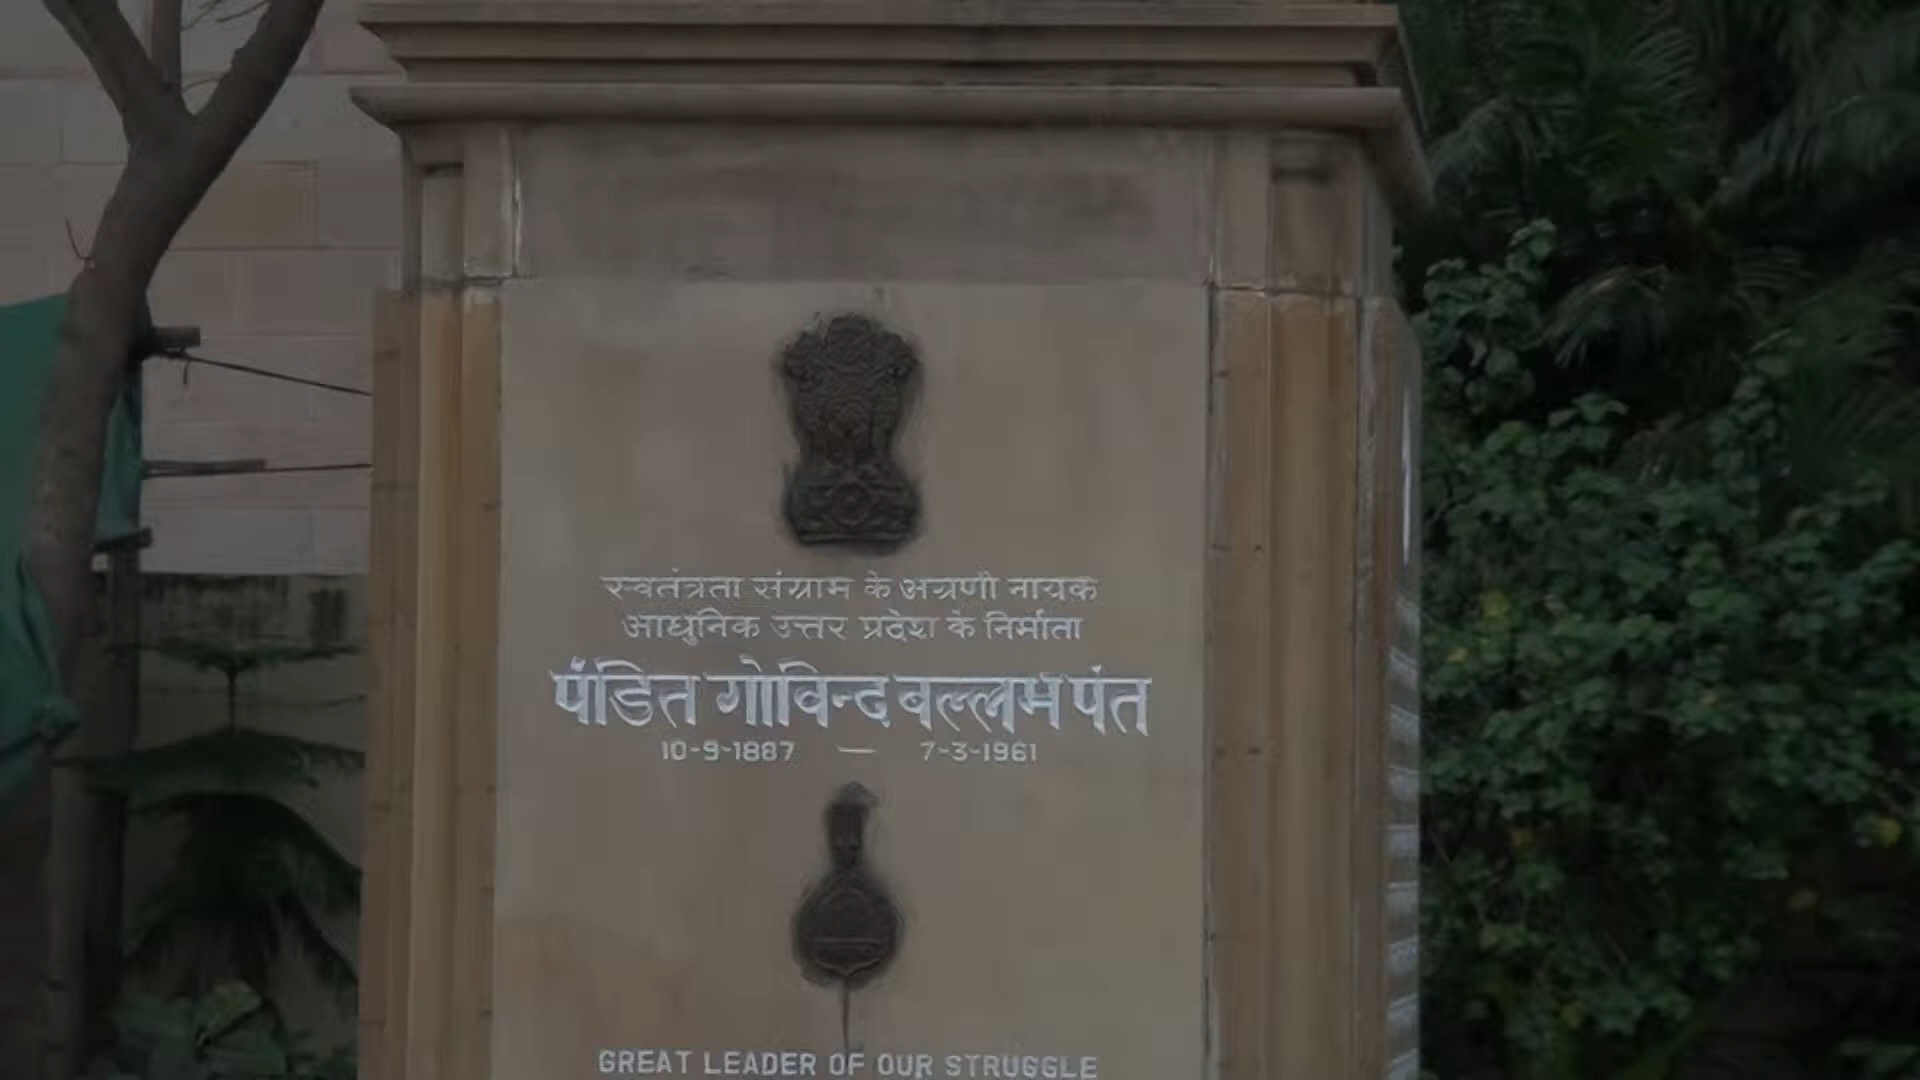 स्वतंत्रता संग्राम के अग्रणी नायक
आधुनिक उत्तर प्रदेश के निर्माता
पंडित गोविन्द बल्लभ पंत
10-9-1887 — 7-3-1961
GREAT LEADER OF OUR STRUGGLE